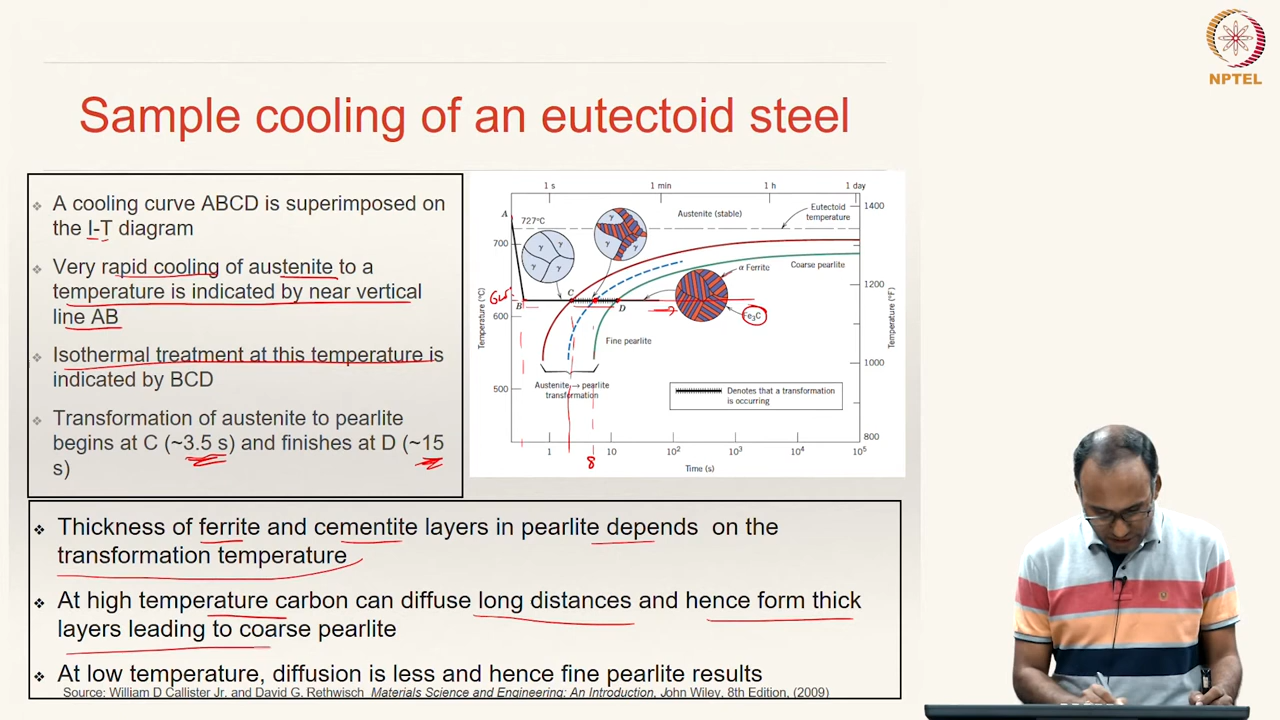 NPTEL
Sample cooling of an eutectoid steel
❖ A cooling curve ABCD is superimposed on
the I-T diagram
❖ Very rapid cooling of austenite to a
temperature is indicated by near vertical
line AB
❖ Isothermal treatment at this temperature is
indicated by BCD
❖ Transformation of austenite to pearlite
begins at C (~3.5 s) and finishes at D (~15
s)
1 s 1 min 1 h 1 day
A
727°C
Austenite (stable)
Eutectoid
temperature
1400
700
γ γ γ γ
γ γ γ
α Ferrite
Coarse pearlite
1200
B C D
Fe3C
600
Temperature (°C)
Temperature (°F)
Fine pearlite
1000
500
Austenite → pearlite
transformation
Denotes that a transformation
is occurring
800
1 10 10² 10³ 10⁴ 10⁵
8
Time (s)
❖ Thickness of ferrite and cementite layers in pearlite depends on the
transformation temperature
❖ At high temperature carbon can diffuse long distances and hence form thick
layers leading to coarse pearlite
❖ At low temperature, diffusion is less and hence fine pearlite results
Source: William D Callister Jr. and David G. Rethwisch Materials Science and Engineering: An Introduction, John Wiley, 8th Edition, (2009)